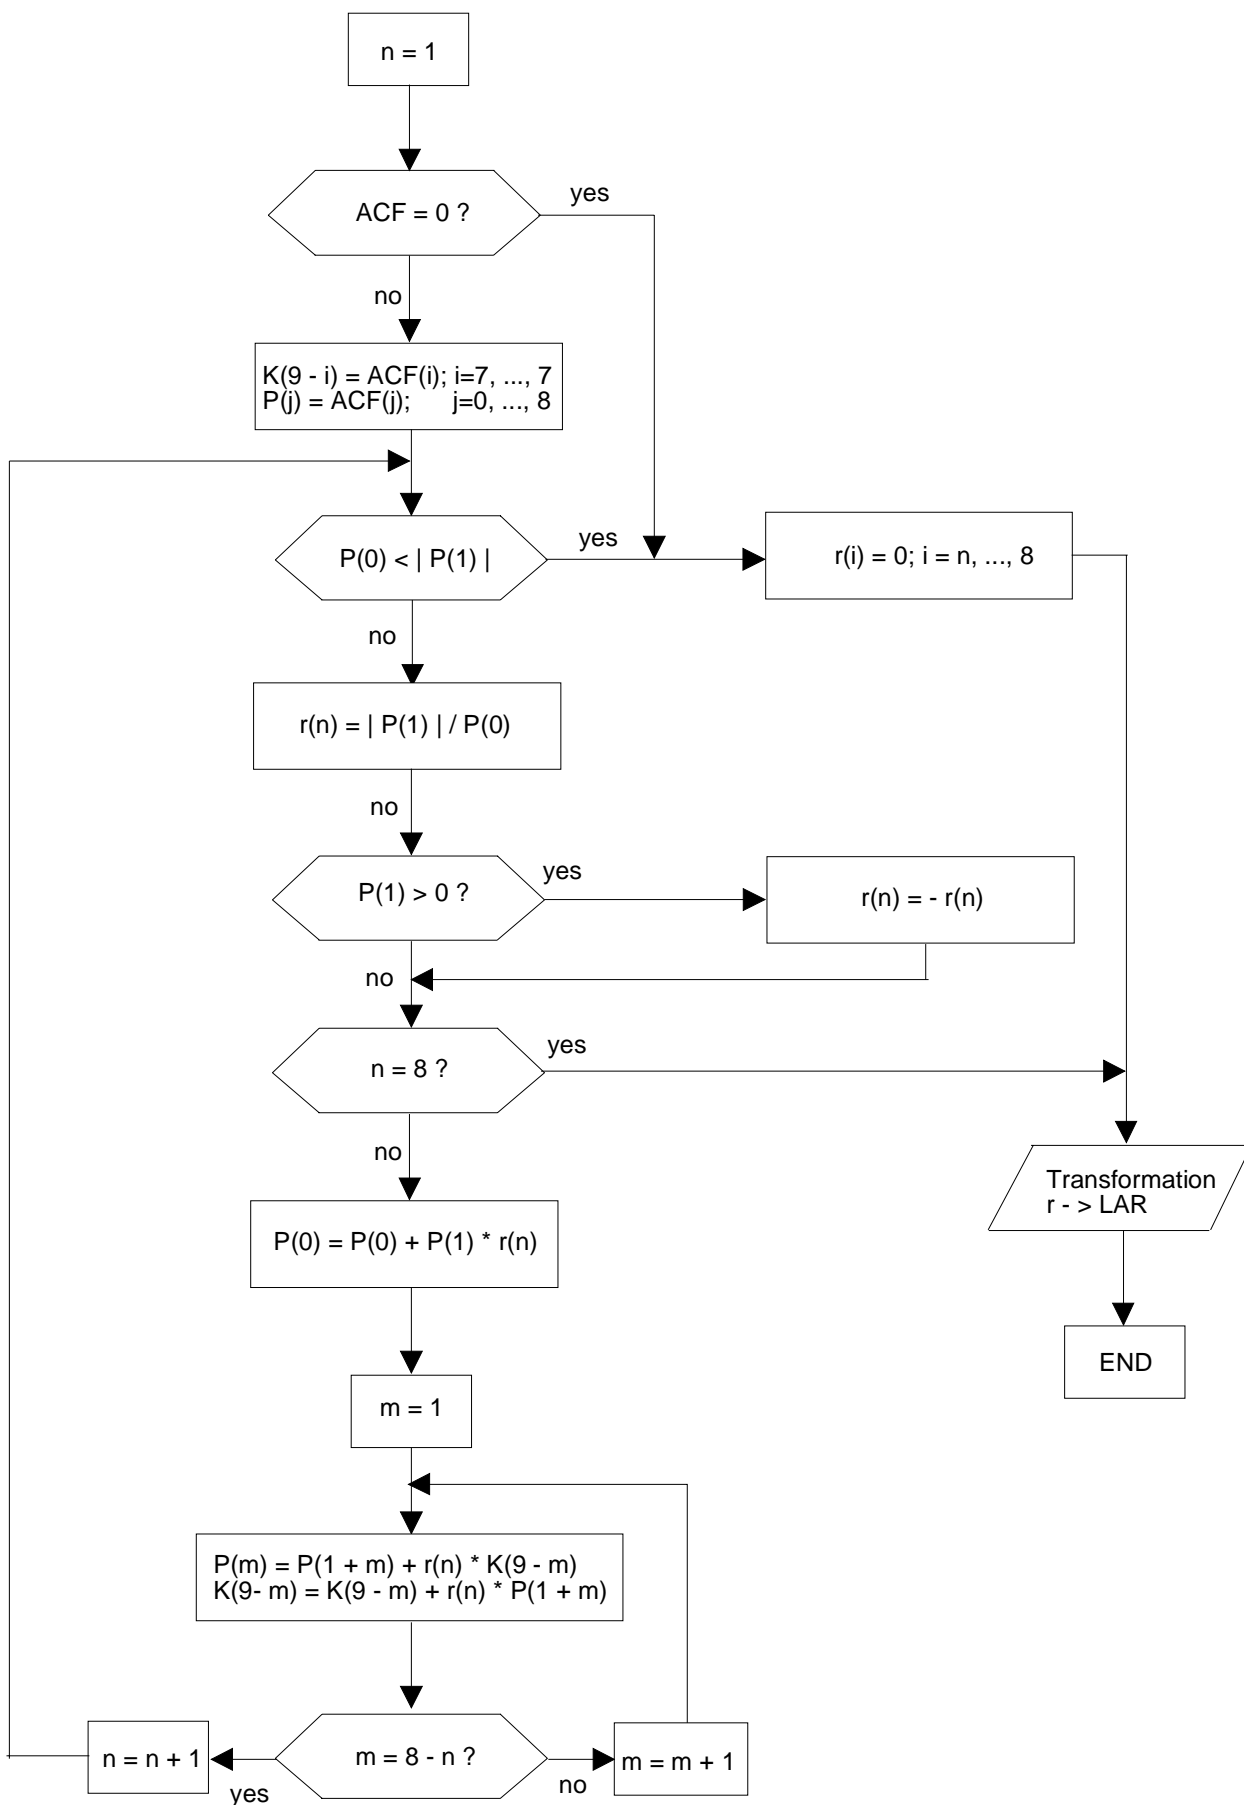 n = 1
ACF = 0 ?
yes
no
K(9 - i) = ACF(i); i=7, ..., 7
P(j) = ACF(j); j=0, ..., 8
P(0) < | P(1) |
yes
r(i) = 0; i = n, ..., 8
no
r(n) = | P(1) | / P(0)
no
P(1) > 0 ?
yes
r(n) = - r(n)
no
n = 8 ?
yes
no
Transformation
r - > LAR
P(0) = P(0) + P(1) * r(n)
END
m = 1
P(m) = P(1 + m) + r(n) * K(9 - m)
K(9- m) = K(9 - m) + r(n) * P(1 + m)
n = n + 1
yes
m = 8 - n ?
no
m = m + 1